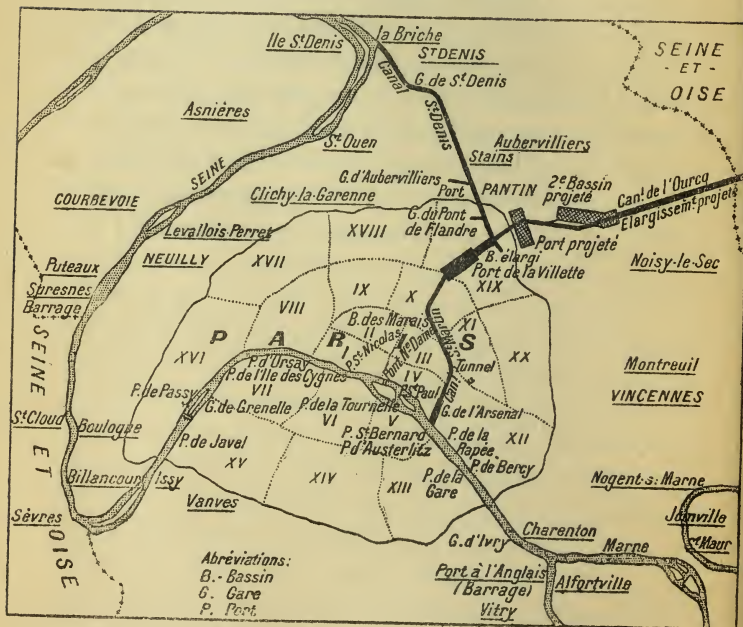 la Briche
Ile St Denis
ST DENIS
SEINE
- ET -
OISE
G. de St Denis
Canal
St Denis
Asnières
St Ouen
Aubervilliers
Stains
SEINE
G. d'Aubervilliers
Port
PANTIN
2e Bassin
projeté
Can. de l'Ourcq
Elargissemt projeté
Clichy-la-Garenne
COURBEVOIE
G. du Pont
de Flandre
Port projeté
Levallois-Perret
XVIII
B. élargi
Port de la Villette
Noisy-le-Sec
NEUILLY
XVII
Puteaux
Suresnes
Barrage
IX
X
XIX
VIII
B. des Marais
II
XI
PARIS
XX
P. St Nicolas
I
Pont Ne Dame
III
Tunnel
Montreuil
XVI
P. d'Orsay
IV
P. St Paul
Can.
P. de l'Ile des Cygnes
VINCENNES
P. de Passy
VII
G. de Grenelle
P. de la Tournelle
G. de l'Arsenal
St Cloud
Boulogne
VI
V
P. St Bernard
P. d'Austerlitz
P. de la
Rapée
XII
P. de Javel
XV
P. de Bercy
SEINE ET OISE
Billancourt
Issy
XIV
XIII
P. de la
Gare
Nogent-s.-Marne
Vanves
Joinville
St Maur
Sèvres
Charenton
G. d'Ivry
Marne
Abréviations:
B. - Bassin
G. Gare
P. Port
Port à l'Anglais
(Barrage)
Vitry
Alfortville